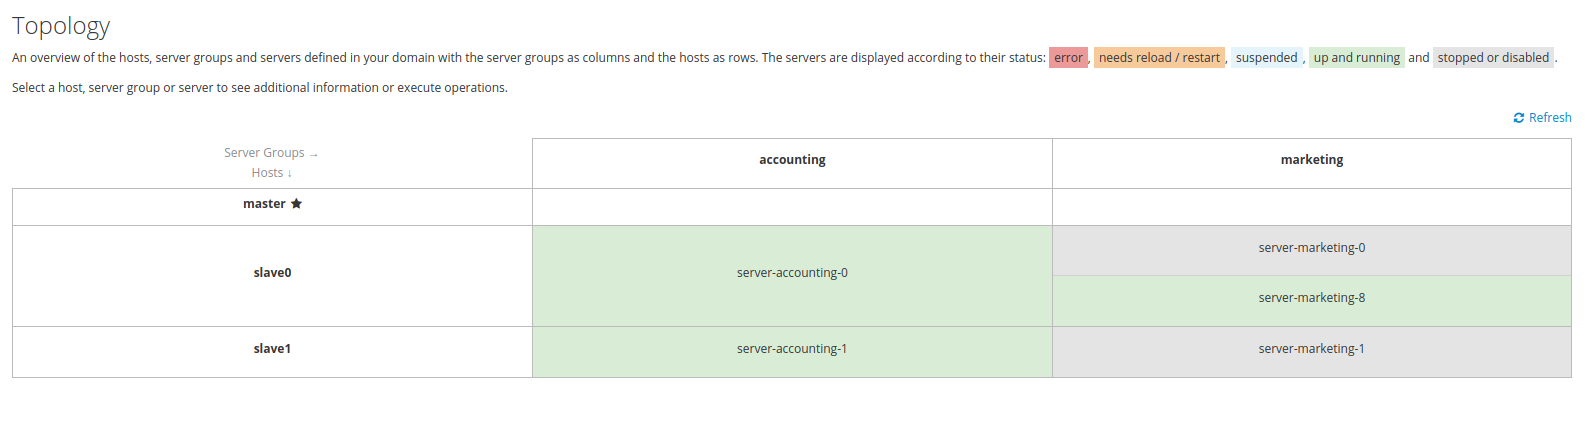 Topology
An overview of the hosts, server groups and servers defined in your domain with the server groups as columns and the hosts as rows. The servers are displayed according to their status: error, needs reload / restart, suspended, up and running and stopped or disabled.
Select a host, server group or server to see additional information or execute operations.
Refresh
Server Groups →
Hosts ↓
accounting
marketing
master ★
slave0
server-accounting-0
server-marketing-0
server-marketing-8
slave1
server-accounting-1
server-marketing-1